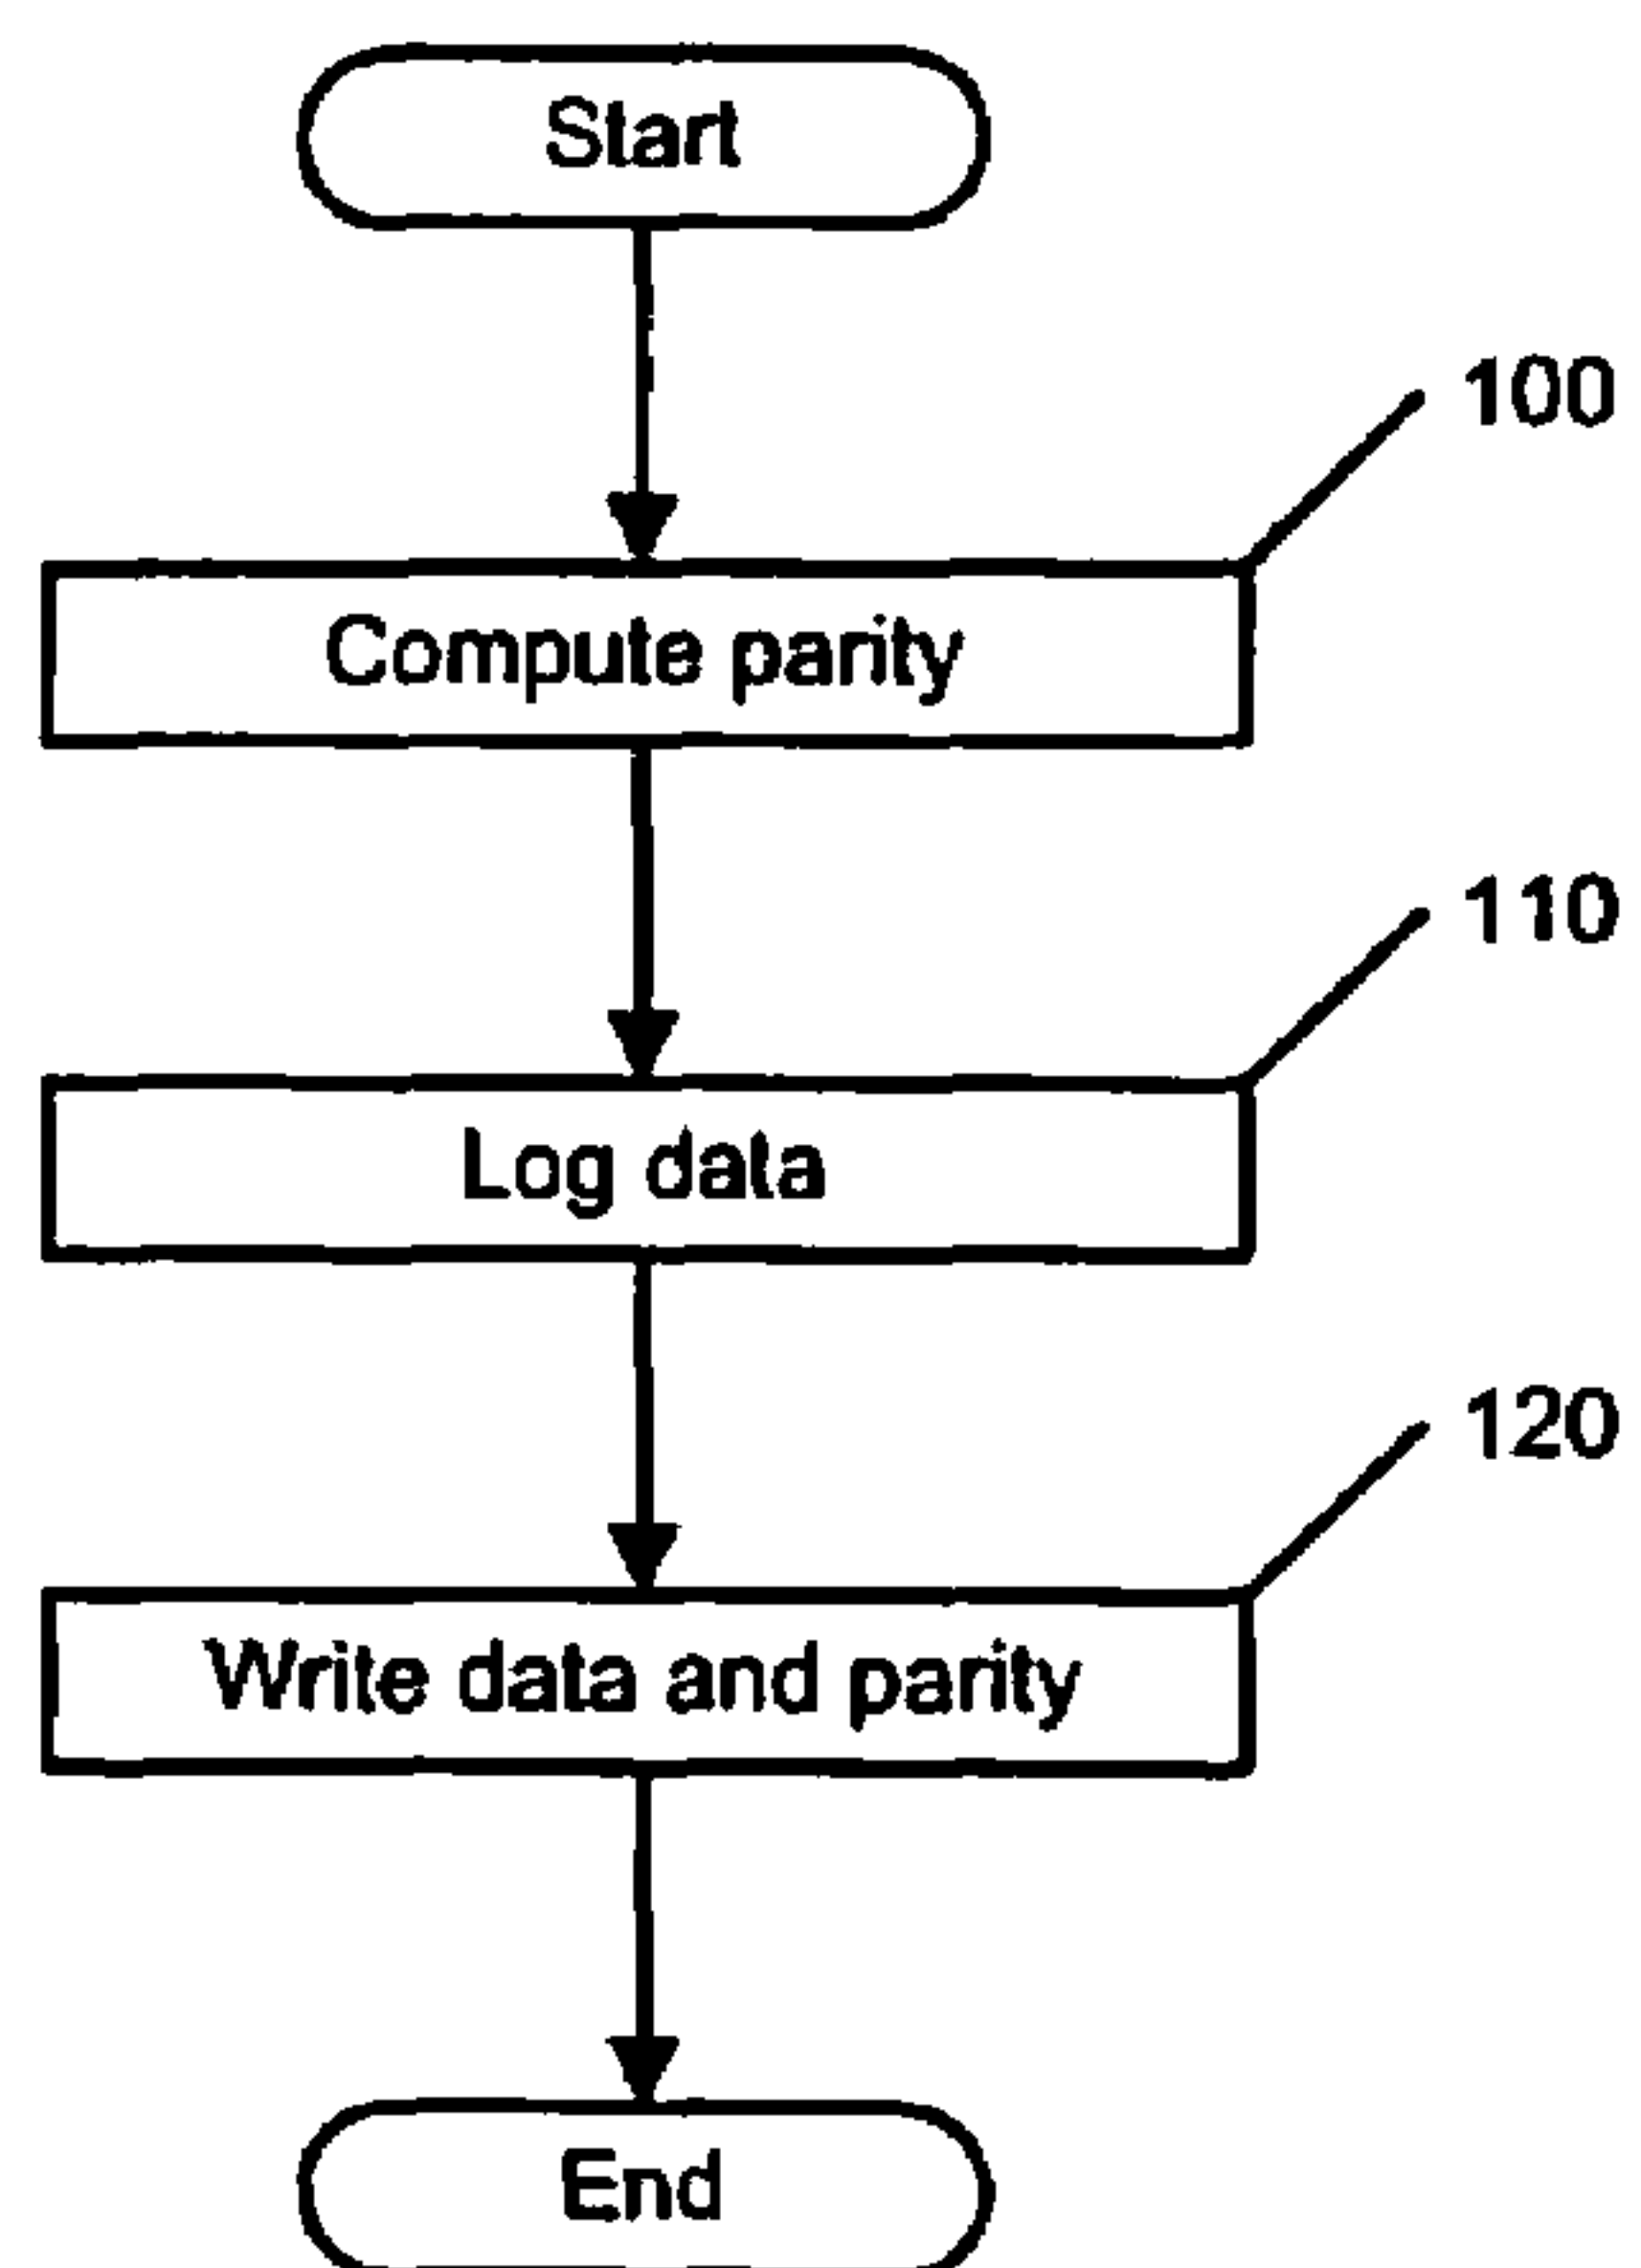 Start
100
Compute parity
110
Log data
120
Write data and parity
End